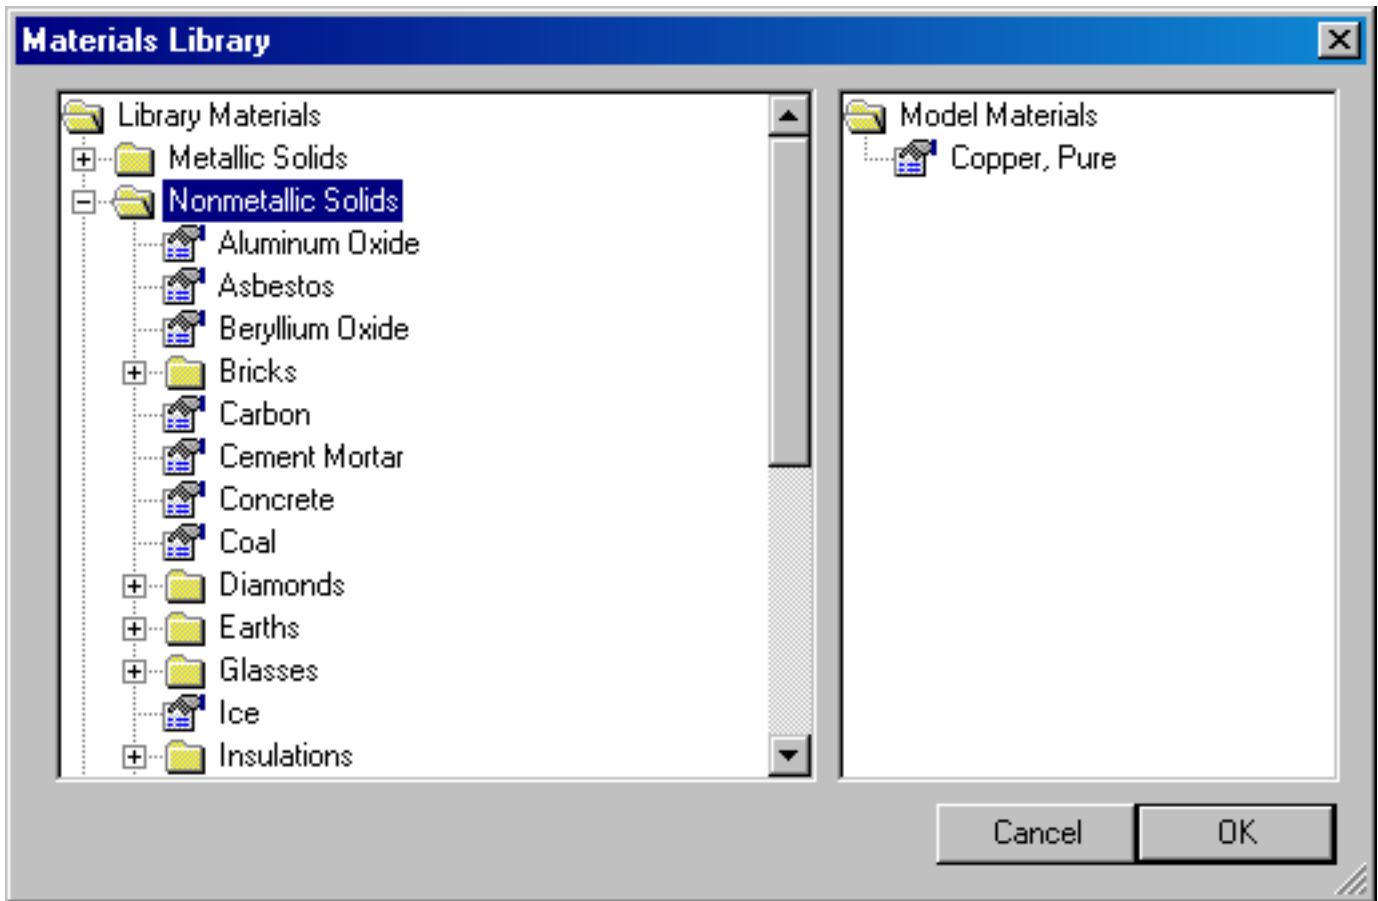 Materials Library
Library Materials
Metallic Solids
Nonmetallic Solids
Aluminum Oxide
Asbestos
Beryllium Oxide
Bricks
Carbon
Cement Mortar
Concrete
Coal
Diamonds
Earths
Glasses
Ice
Insulations
Model Materials
Copper, Pure
Cancel
OK